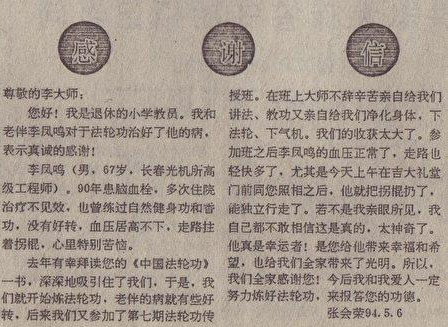 感 谢 信
尊敬的李大师：
您好！我是退休的小学教员。我和
老伴李凤鸣对于法轮功治好了他的病，
表示真诚的感谢！
李凤鸣（男，67岁，长春光机所高
级工程师）。90年患脑血栓，多次住院
治疗不见效，也曾练过自然健身功和香
功，没有好转，血压居高不下，走路拄
着拐棍，心里特别苦恼。
去年有幸拜读您的《中国法轮功》
一书，深深地吸引住了我们，于是，我
们就开始炼法轮功，老伴的病就有些好
转，后来我们又参加了第七期法轮功传
授班。在班上大师不辞辛苦亲自给我们
讲法、教功又亲自给我们净化身体，下
法轮、下气机。我们的收获太大了。参
加班之后李凤鸣的血压正常了，走路也
轻快多了，尤其是今天上午在吉大礼堂
门前同您照相之后，他就把拐棍扔了，
能独立行走了。若不是我亲眼所见，我
自己都不敢相信这是真的，太神奇了。
他真是幸运者！是您给他带来幸福和希
望，也给我们全家带来了光明。所以，
我们全家感谢您！今后我和我爱人一定
努力炼好法轮功，来报答您的功德。
张会荣94.5.6